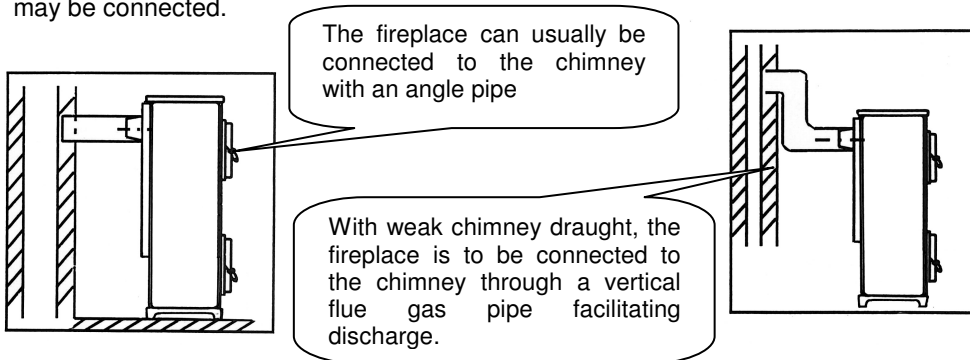 may be connected.
The fireplace can usually be
connected to the chimney
with an angle pipe
With weak chimney draught, the
fireplace is to be connected to
the chimney through a vertical
flue gas pipe facilitating
discharge.